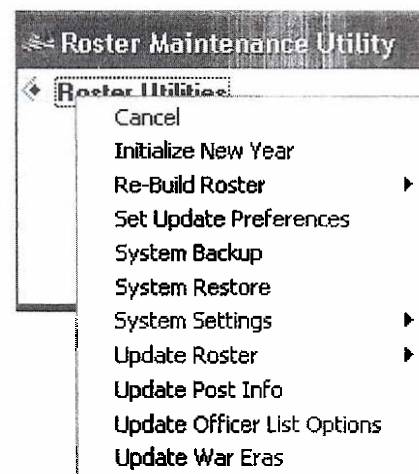 Roster Maintenance Utility
Roster Utilities
Cancel
Initialize New Year
Re-Build Roster
Set Update Preferences
System Backup
System Restore
System Settings
Update Roster
Update Post Info
Update Officer List Options
Update War Eras